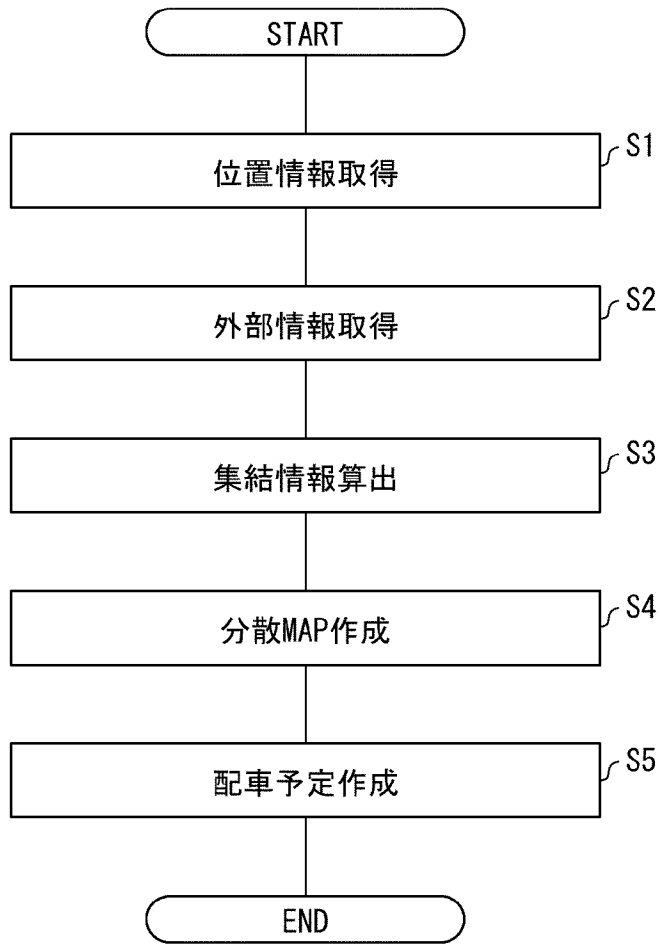 START
位置情報取得
S1
外部情報取得
S2
集結情報算出
S3
分散MAP作成
S4
配車予定作成
S5
END